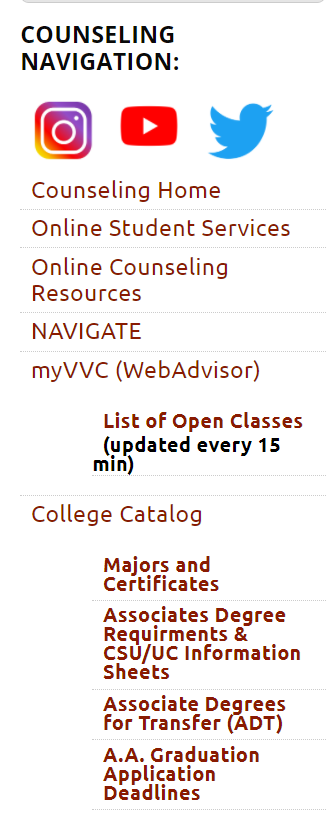 COUNSELING
NAVIGATION:
Counseling Home
Online Student Services
Online Counseling
Resources
NAVIGATE
myVVC (WebAdvisor)
List of Open Classes
(updated every 15
min)
College Catalog
Majors and
Certificates
Associates Degree
Requirments &
CSU/UC Information
Sheets
Associate Degrees
for Transfer (ADT)
A.A. Graduation
Application
Deadlines